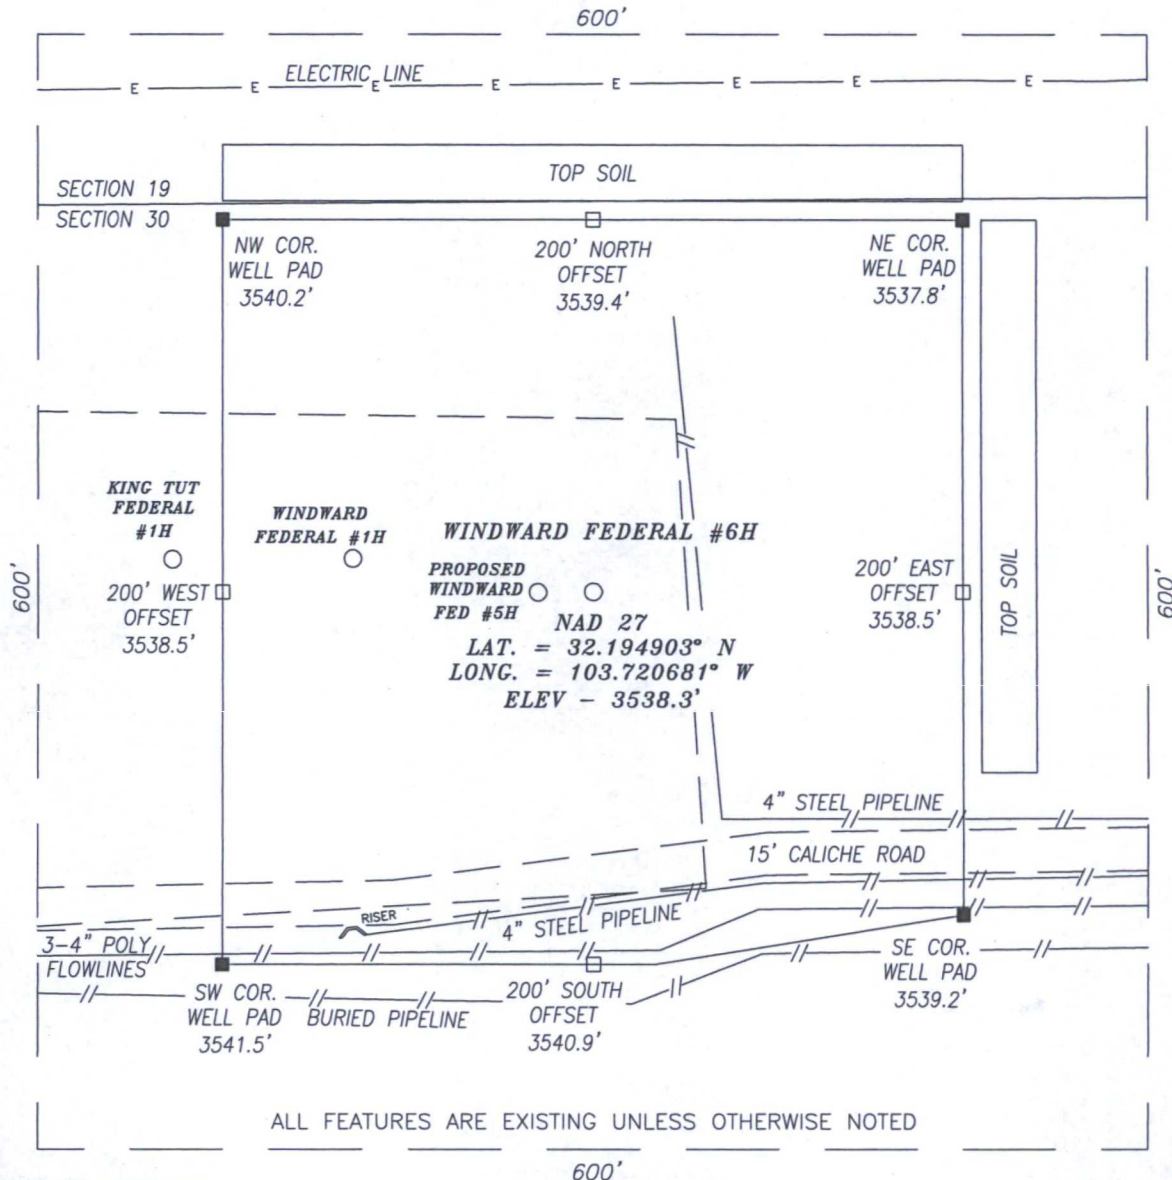 600'
ELECTRIC LINE
E E E E E E E E
TOP SOIL
SECTION 19
SECTION 30
NW COR.
WELL PAD
3540.2'
200' NORTH
OFFSET
3539.4'
NE COR.
WELL PAD
3537.8'
KING TUT
FEDERAL
#1H
WINDWARD
FEDERAL #1H
WINDWARD FEDERAL #6H
PROPOSED
WINDWARD
FED #5H
600'
200' WEST
OFFSET
3538.5'
200' EAST
OFFSET
3538.5'
TOP SOIL
600'
NAD 27
LAT. = 32.194903° N
LONG. = 103.720681° W
ELEV - 3538.3'
4" STEEL PIPELINE
15' CALICHE ROAD
RISER
4" STEEL PIPELINE
3-4" POLY
FLOWLINES
SW COR.
WELL PAD
3541.5'
BURIED PIPELINE
200' SOUTH
OFFSET
3540.9'
SE COR.
WELL PAD
3539.2'
ALL FEATURES ARE EXISTING UNLESS OTHERWISE NOTED
600'